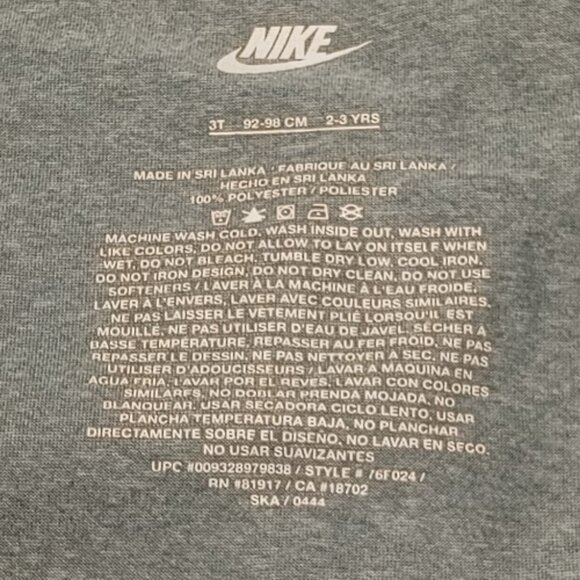 NIKE
3T 92-98 CM 2-3 YRS
MADE IN SRI LANKA · FABRIQUE AU SRI LANKA /
HECHO EN SRI LANKA
100% POLYESTER / POLIESTER
MACHINE WASH COLD, WASH INSIDE OUT, WASH WITH
LIKE COLORS, DO NOT ALLOW TO LAY ON ITSELF WHEN
WET, DO NOT BLEACH, TUMBLE DRY LOW, COOL IRON,
DO NOT IRON DESIGN, DO NOT DRY CLEAN, DO NOT USE
SOFTENERS / LAVER À LA MACHINE À L'EAU FROIDE,
LAVER À L'ENVERS, LAVER AVEC COULEURS SIMILAIRES,
NE PAS LAISSER LE VÊTEMENT PLIÉ LORSQU'IL EST
MOUILLÉ, NE PAS UTILISER D'EAU DE JAVEL, SÉCHER À
BASSE TEMPÉRATURE, REPASSER AU FER FROID, NE PAS
REPASSER LE DESSIN, NE PAS NETTOYER À SEC, NE PAS
UTILISER D'ADOUCISSEURS / LAVAR A MAQUINA EN
AGUA FRIA, LAVAR POR EL REVES, LAVAR CON COLORES
SIMILARES, NO DOBLAR PRENDA MOJADA, NO
BLANQUEAR, USAR SECADORA CICLO LENTO, USAR
PLANCHA TEMPERATURA BAJA, NO PLANCHAR
DIRECTAMENTE SOBRE EL DISEÑO, NO LAVAR EN SECO,
NO USAR SUAVIZANTES
UPC #009328979838 / STYLE # 76F024 /
RN #81917 / CA #18702
SKA / 0444